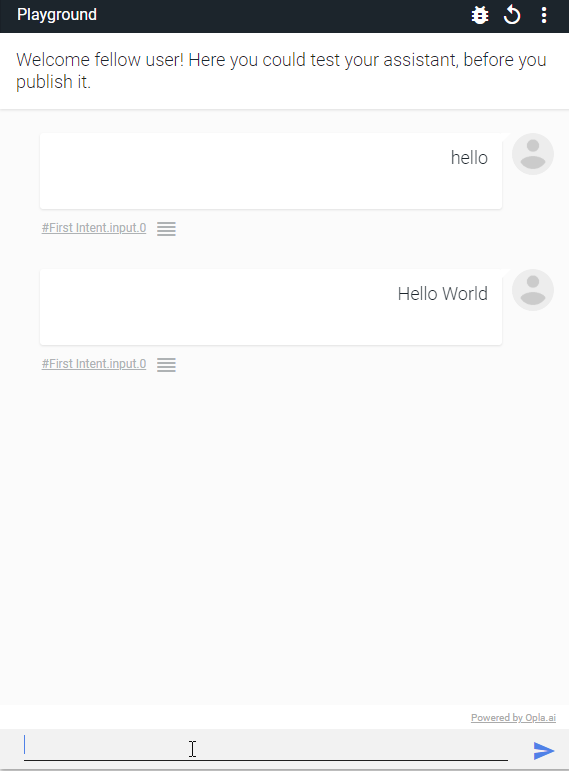 Playground
Welcome fellow user! Here you could test your assistant, before you
publish it.
hello
#First Intent.input.0
Hello World
#First Intent.input.0
Powered by Opla.ai